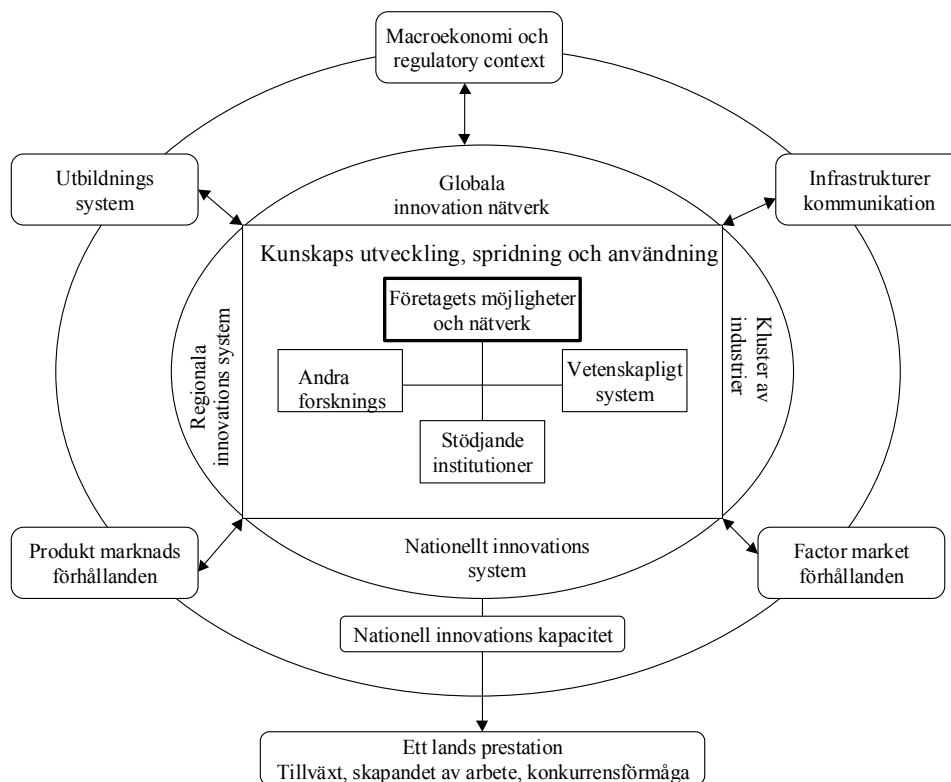 Macroekonomi och
regulatory context
Utbildnings
system
Globala
innovation nätverk
Infrastrukturer
kommunikation
Kunskaps utveckling, spridning och användning
Företagets möjligheter
och nätverk
Regionala
innovations system
Andra
forsknings
Vetenskapligt
system
Kluster av
industrier
Stödjande
institutioner
Produkt marknads
förhållanden
Nationellt innovations
system
Factor market
förhållanden
Nationell innovations kapacitet
Ett lands prestation
Tillväxt, skapandet av arbete, konkurrensförmåga